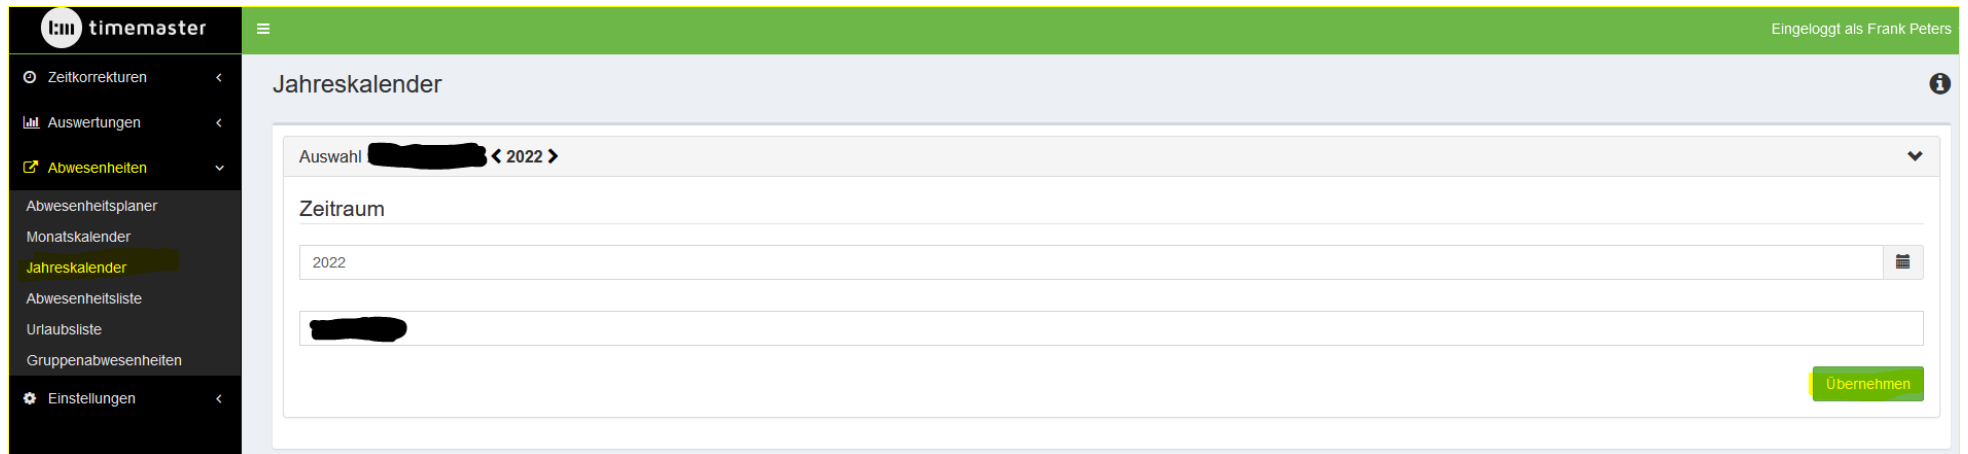 timemaster
Eingeloggt als Frank Peters
Zeitkorrekturen
Auswertungen
Abwesenheiten
Abwesenheitsplaner
Monatskalender
Jahreskalender
Abwesenheitsliste
Urlaubsliste
Gruppenabwesenheiten
Einstellungen
Jahreskalender
Auswahl 2022
Zeitraum
2022
Übernehmen